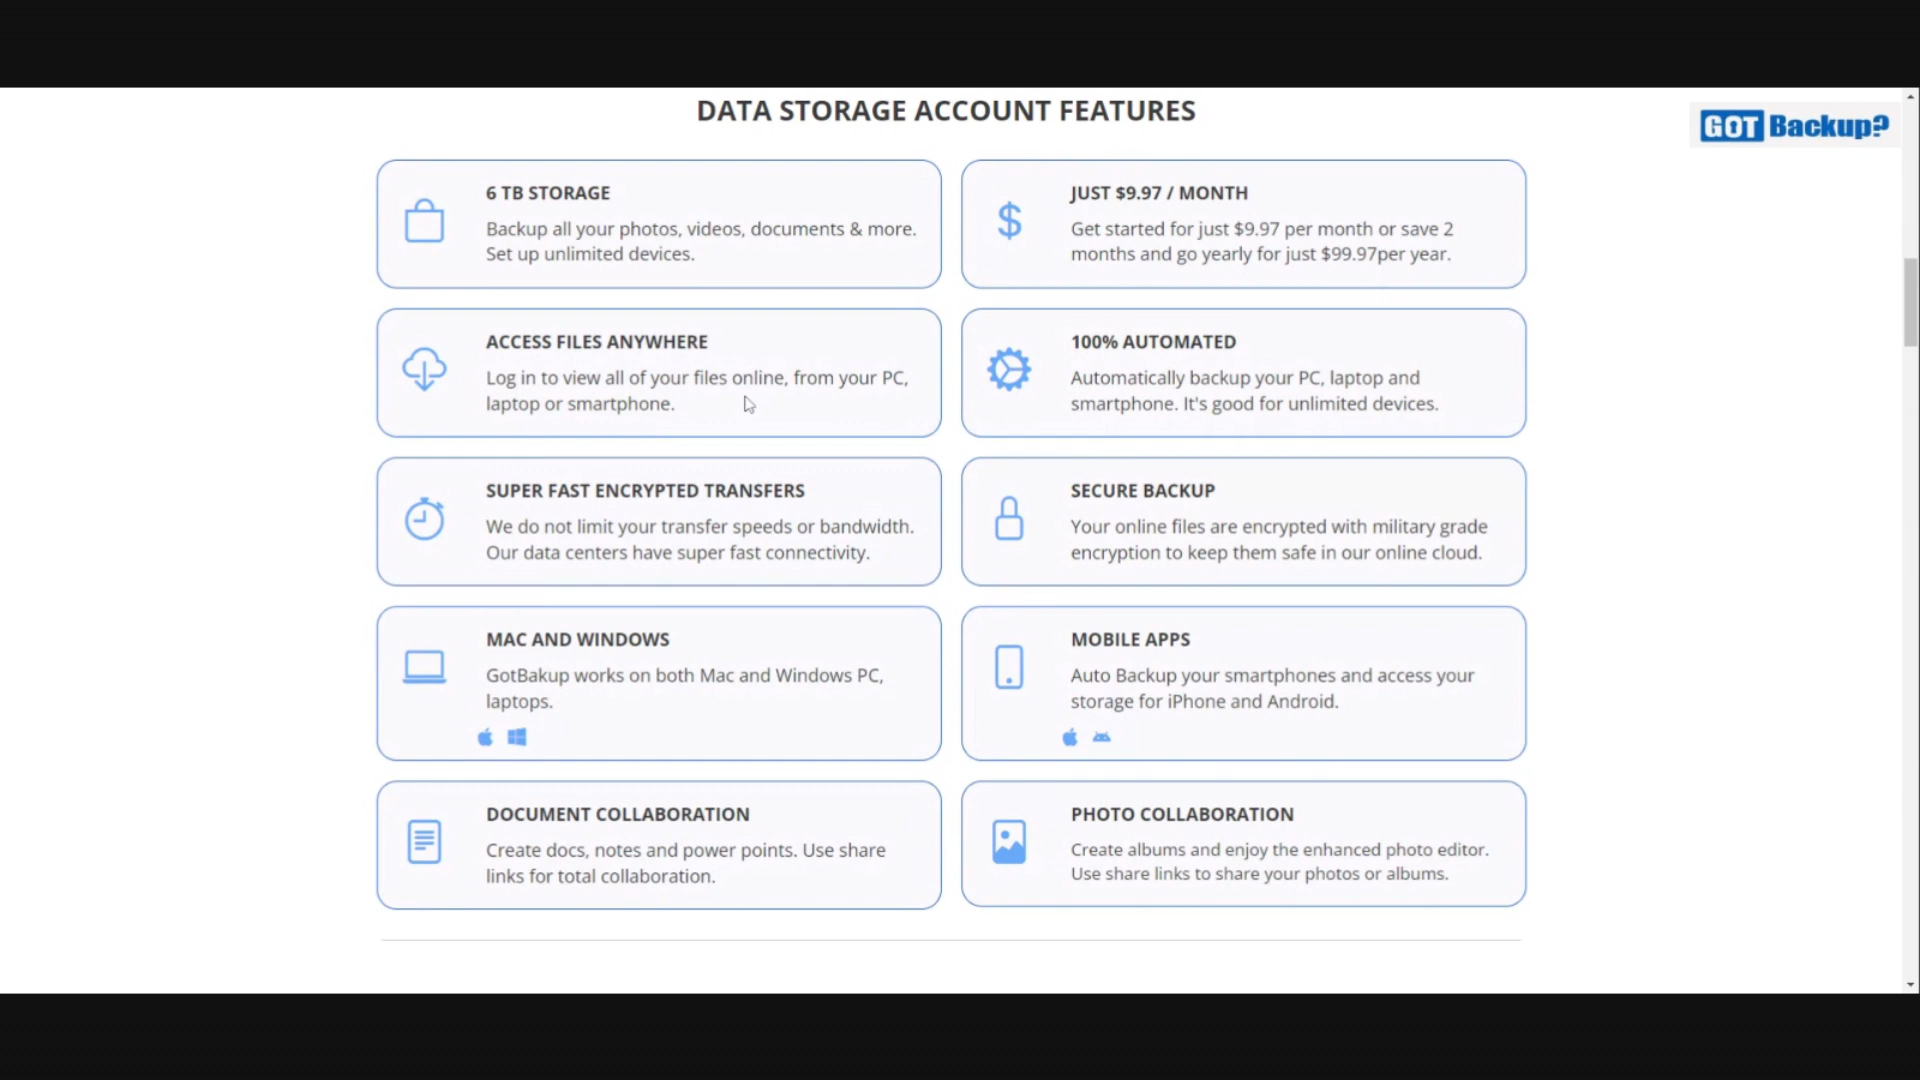 DATA STORAGE ACCOUNT FEATURES
GOT Backup?
6 TB STORAGE
Backup all your photos, videos, documents & more.
Set up unlimited devices.
JUST $9.97 / MONTH
Get started for just $9.97 per month or save 2
months and go yearly for just $99.97per year.
ACCESS FILES ANYWHERE
Log in to view all of your files online, from your PC,
laptop or smartphone.
100% AUTOMATED
Automatically backup your PC, laptop and
smartphone. It's good for unlimited devices.
SUPER FAST ENCRYPTED TRANSFERS
We do not limit your transfer speeds or bandwidth.
Our data centers have super fast connectivity.
SECURE BACKUP
Your online files are encrypted with military grade
encryption to keep them safe in our online cloud.
MAC AND WINDOWS
GotBakup works on both Mac and Windows PC,
laptops.
MOBILE APPS
Auto Backup your smartphones and access your
storage for iPhone and Android.
DOCUMENT COLLABORATION
Create docs, notes and power points. Use share
links for total collaboration.
PHOTO COLLABORATION
Create albums and enjoy the enhanced photo editor.
Use share links to share your photos or albums.